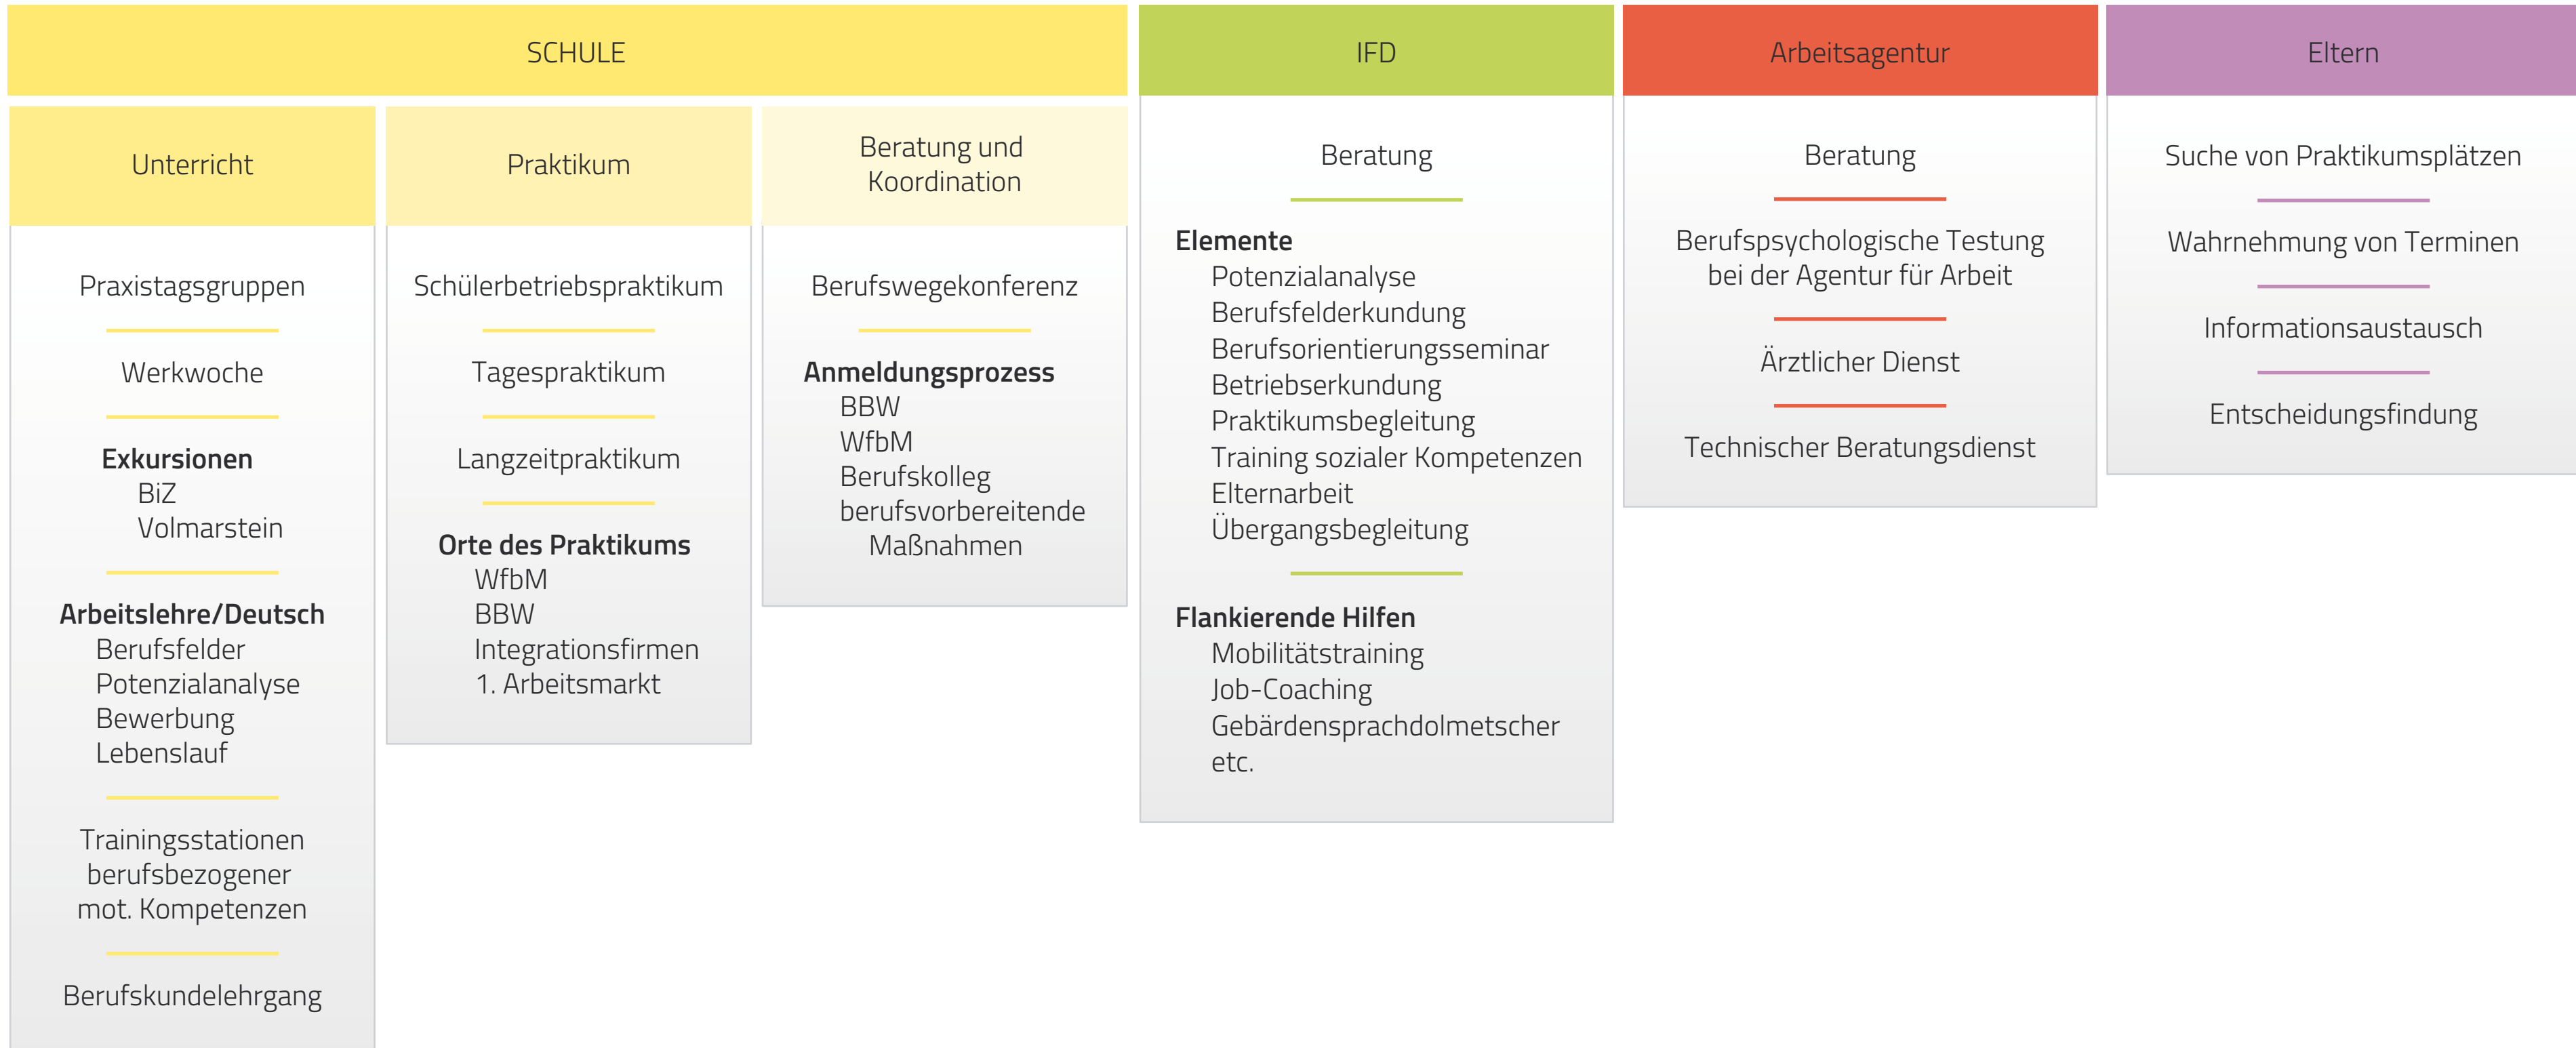 SCHULE
Unterricht
Praxistagsgruppen
Werkwoche
Exkursionen
BiZ
Volmarstein
Arbeitslehre/Deutsch
Berufsfelder
Potenzialanalyse
Bewerbung
Lebenslauf
Trainingsstationen
berufsbezogener
mot. Kompetenzen
Berufskundelehrgang
Praktikum
Schülerbetriebspraktikum
Tagespraktikum
Langzeitpraktikum
Orte des Praktikums
WfbM
BBW
Integrationsfirmen
1. Arbeitsmarkt
Beratung und
Koordination
Berufswegekonferenz
Anmeldungsprozess
BBW
WfbM
Berufskolleg
berufsvorbereitende
Maßnahmen
IFD
Beratung
Elemente
Potenzialanalyse
Berufsfelderkundung
Berufsorientierungsseminar
Betriebserkundung
Praktikumsbegleitung
Training sozialer Kompetenzen
Elternarbeit
Übergangsbegleitung
Flankierende Hilfen
Mobilitätstraining
Job-Coaching
Gebärdensprachdolmetscher
etc.
Arbeitsagentur
Beratung
Berufspsychologische Testung
bei der Agentur für Arbeit
Ärztlicher Dienst
Technischer Beratungsdienst
Eltern
Suche von Praktikumsplätzen
Wahrnehmung von Terminen
Informationsaustausch
Entscheidungsfindung